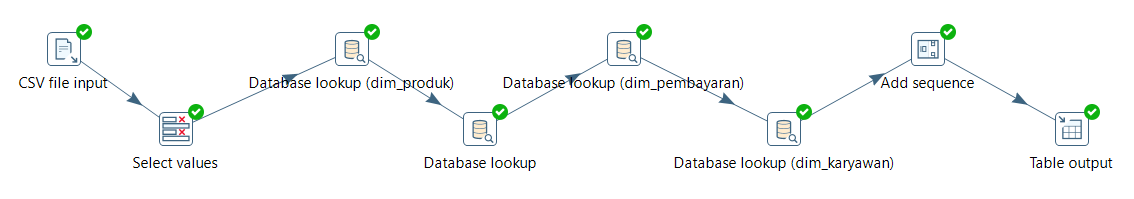 CSV file input
Select values
Database lookup (dim_produk)
Database lookup
Database lookup (dim_pembayaran)
Database lookup (dim_karyawan)
Add sequence
Table output